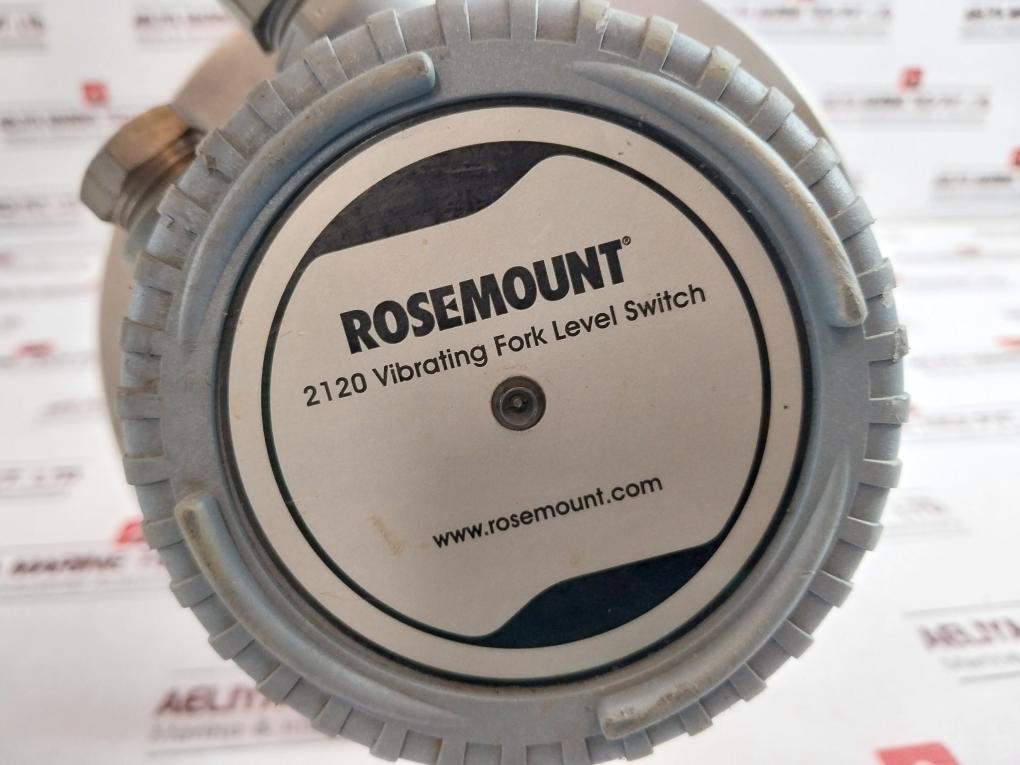 ROSEMOUNT®
2120 Vibrating Fork Level Switch
www.rosemount.com